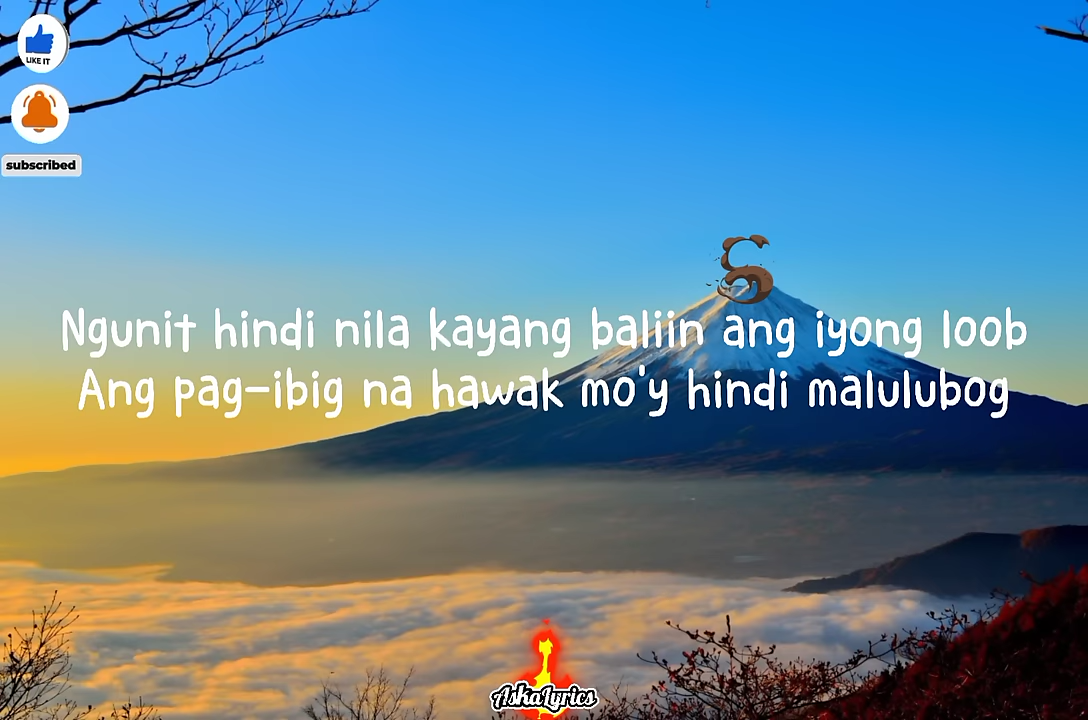 LIKE IT
subscribed
S
Ngunit hindi nila kayang baliin ang iyong loob
Ang pag-ibig na hawak mo'y hindi malulubog
AskaLyrics